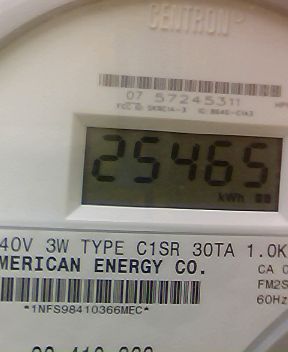 CENTRON
07 57245311
25465
kWh
40V 3W TYPE C1SR 30TA 1.0K
MERICAN ENERGY CO.
CA 0
FM2S
60Hz
*1NFS98410366MEC*